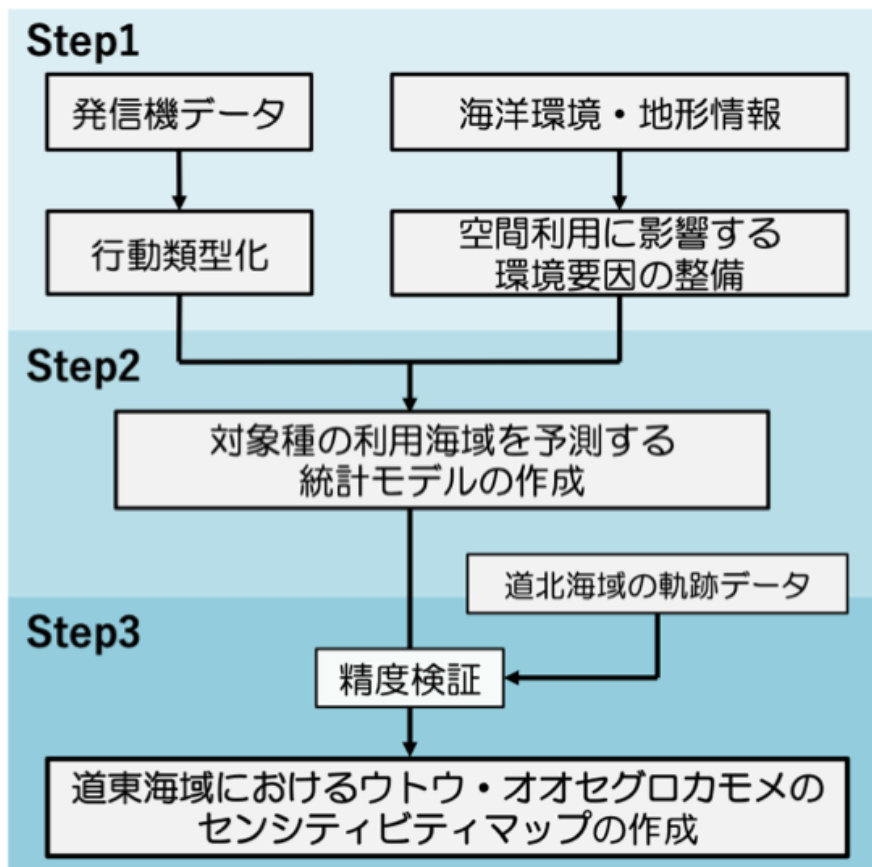 Step1
発信機データ
海洋環境・地形情報
行動類型化
空間利用に影響する
環境要因の整備
Step2
対象種の利用海域を予測する
統計モデルの作成
道北海域の軌跡データ
Step3
精度検証
道東海域におけるウトウ・オオセグロカモメの
センシティビティマップの作成